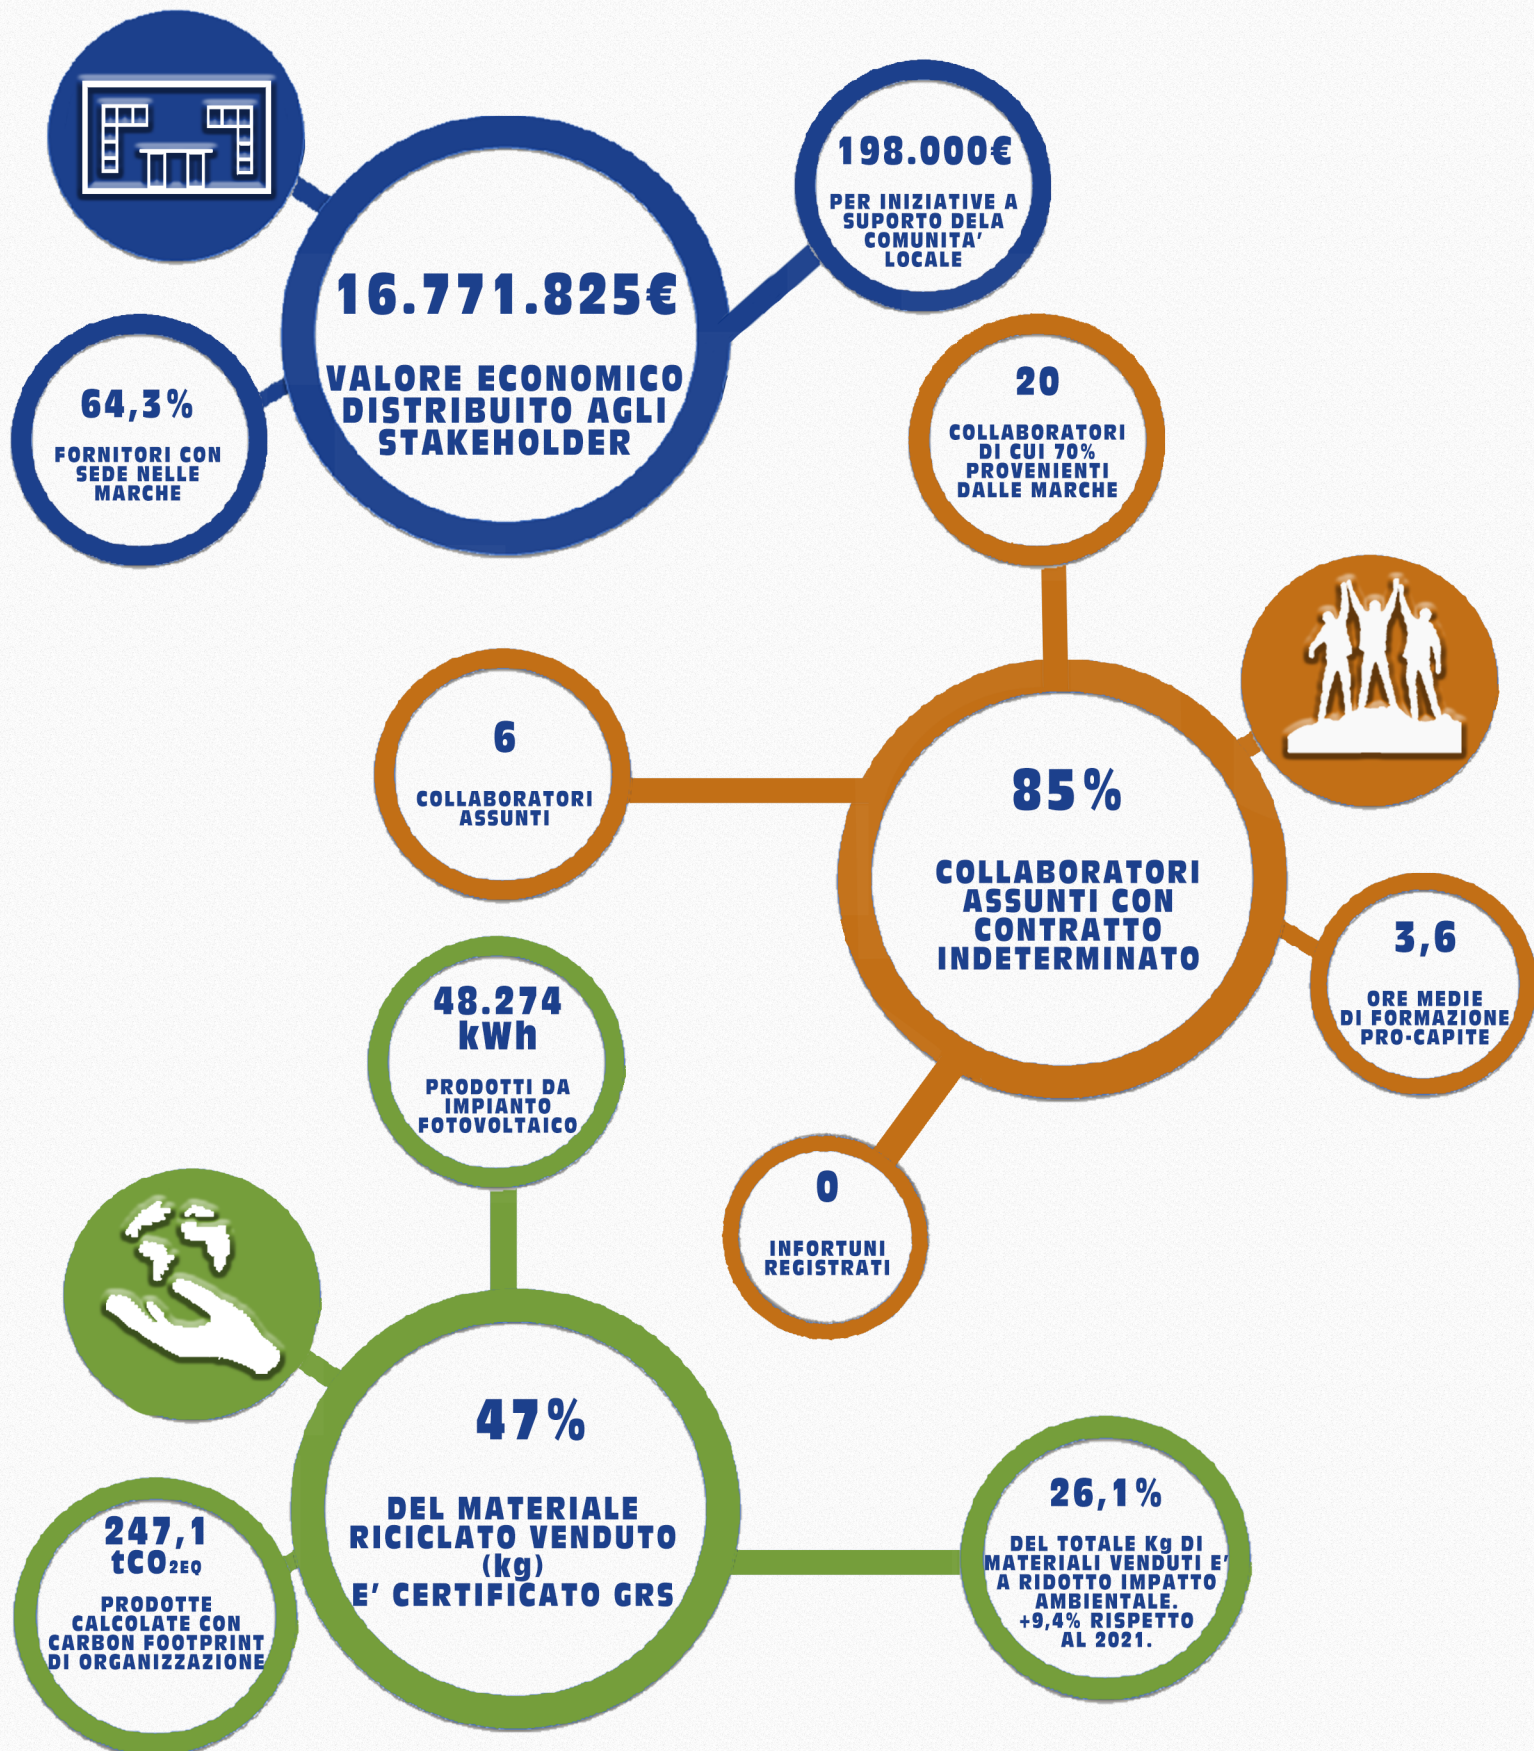 198.000€
PER INIZIATIVE A
SUPORTO DELA
COMUNITA'
LOCALE
16.771.825€
VALORE ECONOMICO
DISTRIBUITO AGLI
STAKEHOLDER
64,3%
FORNITORI CON
SEDE NELLE
MARCHE
20
COLLABORATORI
DI CUI 70%
PROVENIENTI
DALLE MARCHE
6
COLLABORATORI
ASSUNTI
85%
COLLABORATORI
ASSUNTI CON
CONTRATTO
INDETERMINATO
3,6
ORE MEDIE
DI FORMAZIONE
PRO-CAPITE
0
INFORTUNI
REGISTRATI
48.274
kWh
PRODOTTI DA
IMPIANTO
FOTOVOLTAICO
47%
DEL MATERIALE
RICICLATO VENDUTO
(kg)
E' CERTIFICATO GRS
247,1
tCO₂EQ
PRODOTTE
CALCOLATE CON
CARBON FOOTPRINT
DI ORGANIZZAZIONE
26,1%
DEL TOTALE Kg DI
MATERIALI VENDUTI E'
A RIDOTTO IMPATTO
AMBIENTALE.
+9,4% RISPETTO
AL 2021.